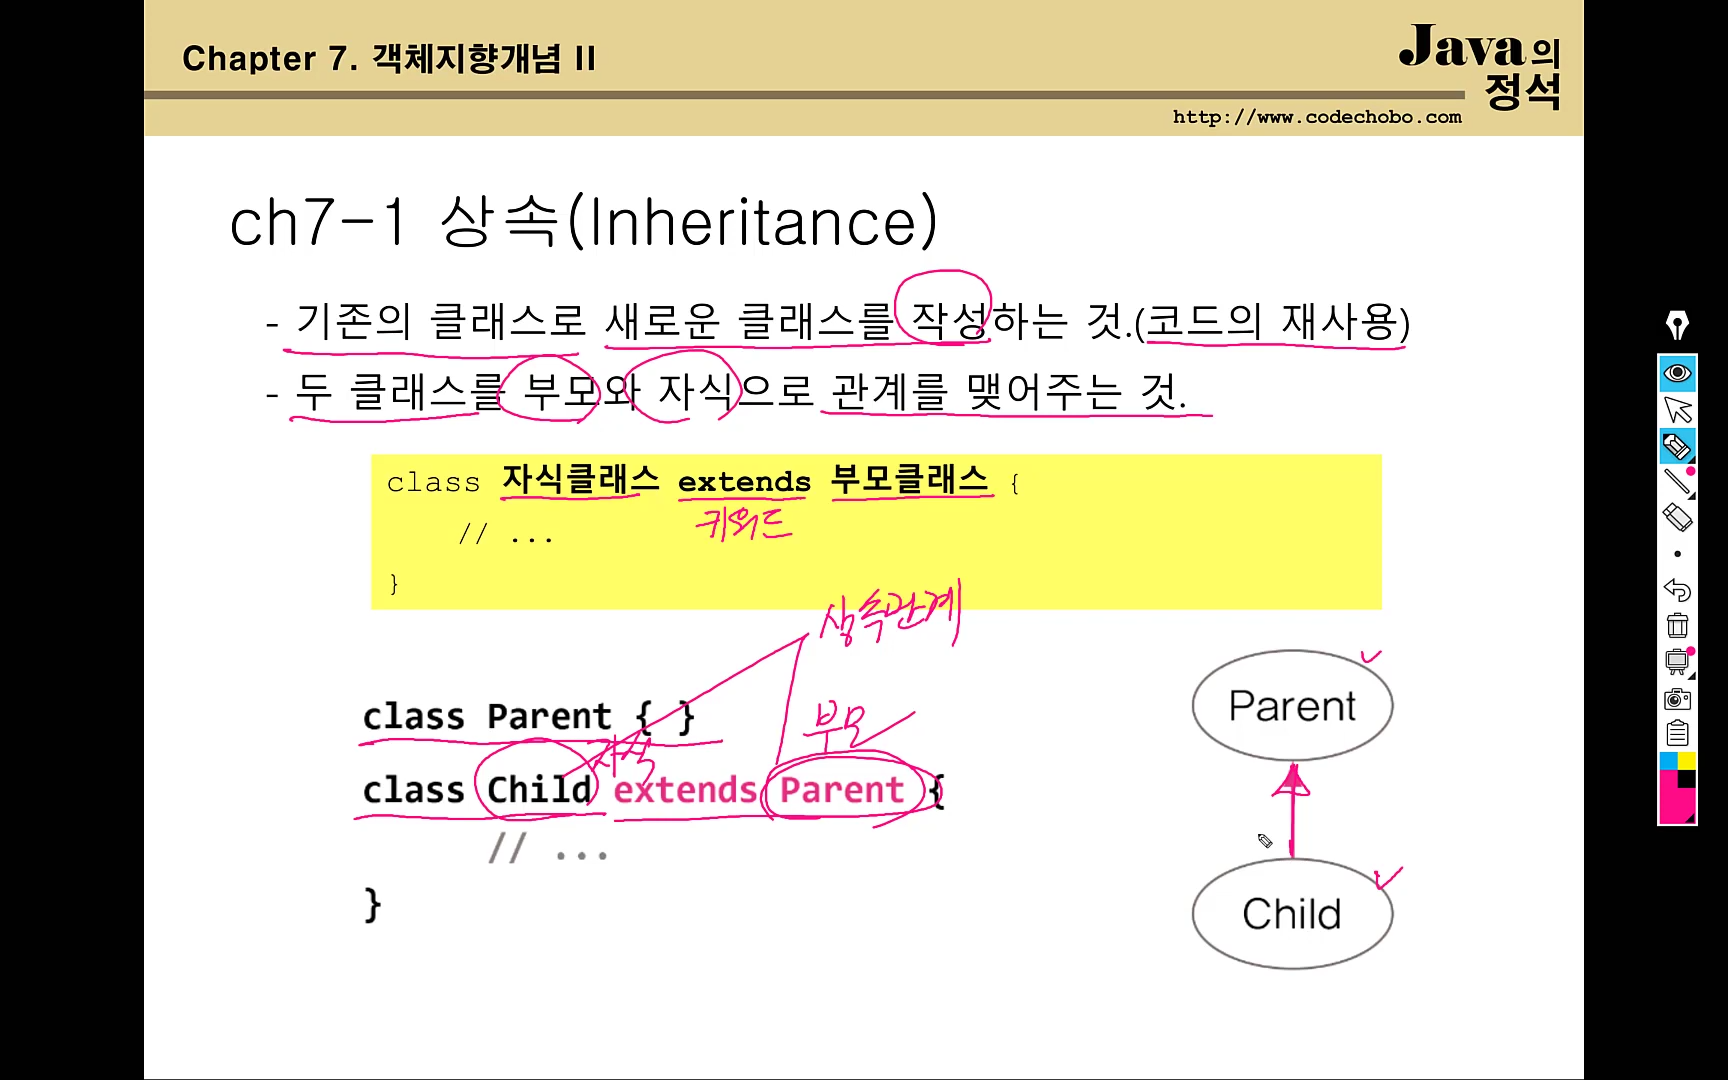 Chapter 7. 객체지향개념 II
Java의
정석
http://www.codechobo.com
ch7-1 상속(Inheritance)
- 기존의 클래스로 새로운 클래스를 작성하는 것.(코드의 재사용)
- 두 클래스를 부모와 자식으로 관계를 맺어주는 것.
class 자식클래스 extends 부모클래스 {
키워드
// ...
}
상속관계
class Parent { }
부모
자식
class Child extends Parent {
// ...
}
Parent
Child